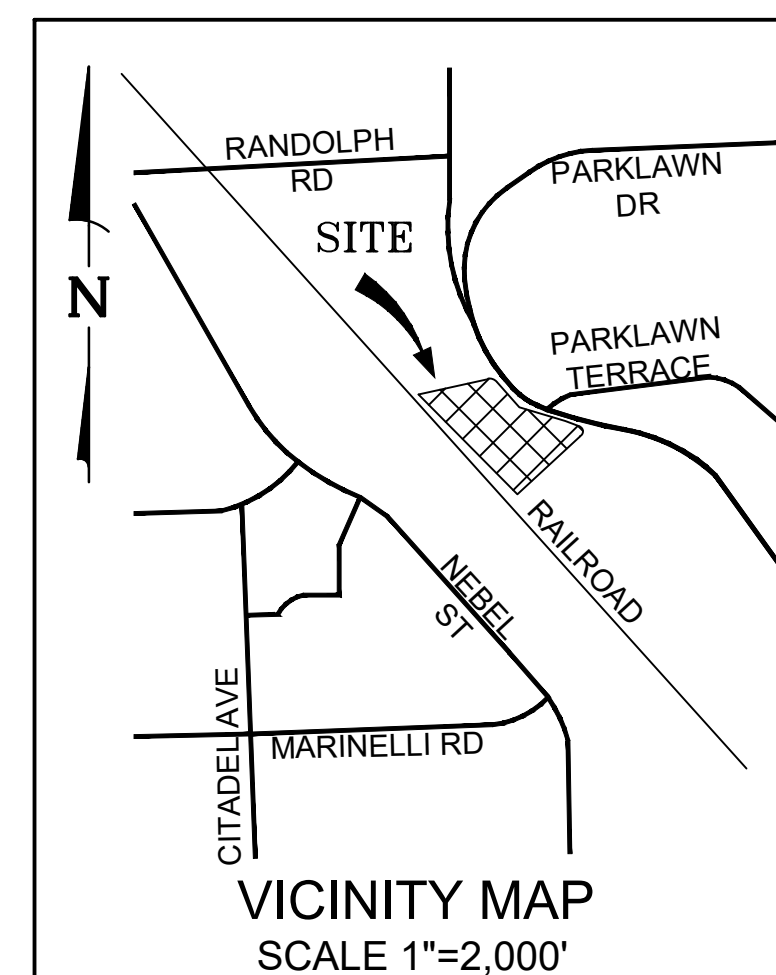 RANDOLPH
RD
PARKLAWN
DR
SITE
N
PARKLAWN
TERRACE
RAILROAD
NEBEL
ST
CITADEL AVE
MARINELLI RD
VICINITY MAP
SCALE 1"=2,000'